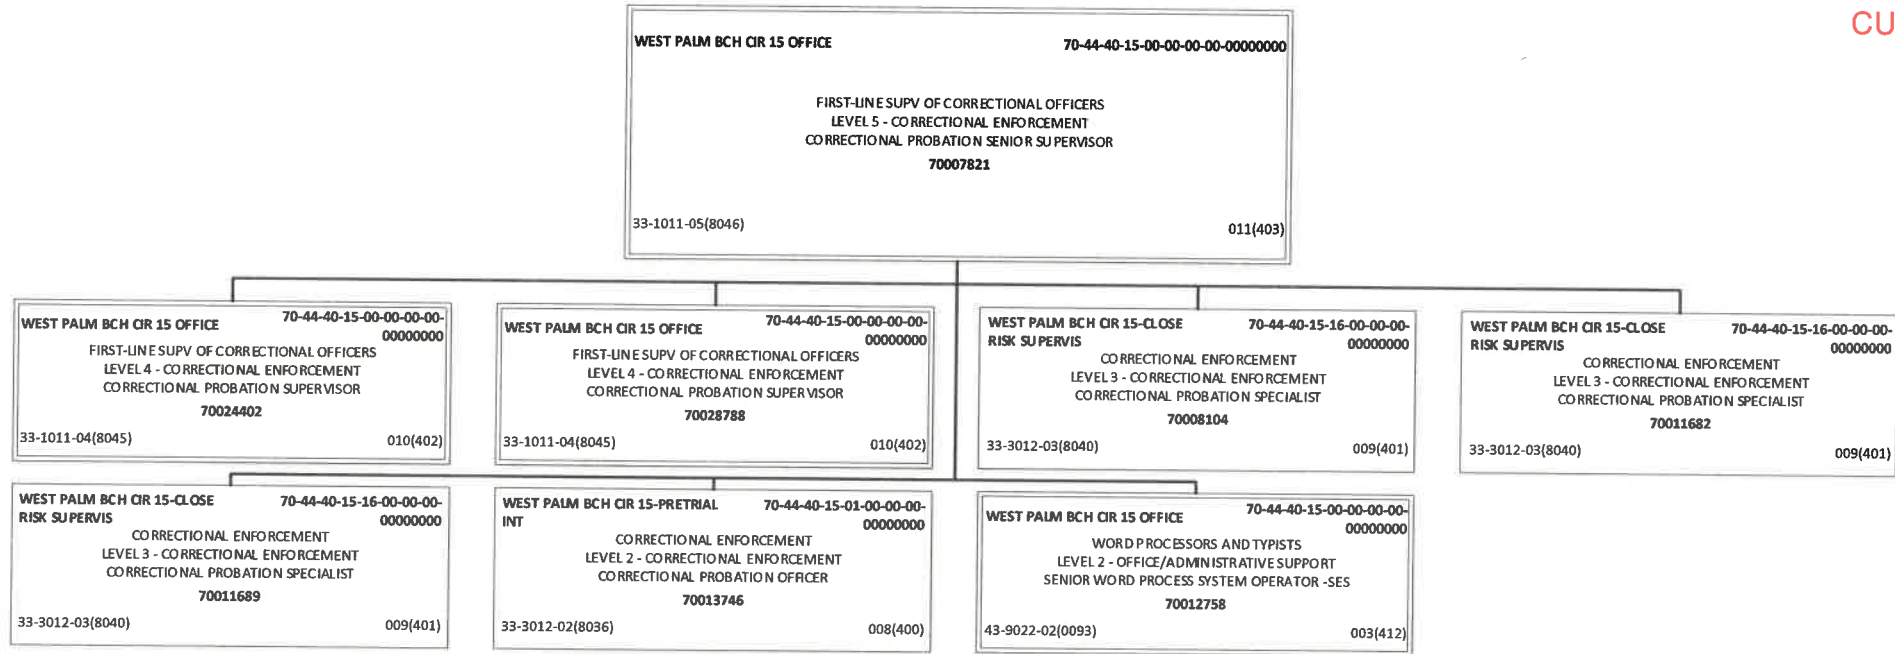 CU
WEST PALM BCH CIR 15 OFFICE 70-44-40-15-00-00-00-00-00000000
FIRST-LINE SUPV OF CORRECTIONAL OFFICERS
LEVEL 5 - CORRECTIONAL ENFORCEMENT
CORRECTIONAL PROBATION SENIOR SUPERVISOR
70007821
33-1011-05(8046) 011(403)
WEST PALM BCH CIR 15 OFFICE 70-44-40-15-00-00-00-00-
00000000
FIRST-LINE SUPV OF CORRECTIONAL OFFICERS
LEVEL 4 - CORRECTIONAL ENFORCEMENT
CORRECTIONAL PROBATION SUPERVISOR
70024402
33-1011-04(8045) 010(402)
WEST PALM BCH CIR 15 OFFICE 70-44-40-15-00-00-00-00-
00000000
FIRST-LINE SUPV OF CORRECTIONAL OFFICERS
LEVEL 4 - CORRECTIONAL ENFORCEMENT
CORRECTIONAL PROBATION SUPERVISOR
70028788
33-1011-04(8045) 010(402)
WEST PALM BCH CIR 15-CLOSE 70-44-40-15-16-00-00-00-
RISK SUPERVIS 00000000
CORRECTIONAL ENFORCEMENT
LEVEL 3 - CORRECTIONAL ENFORCEMENT
CORRECTIONAL PROBATION SPECIALIST
70008104
33-3012-03(8040) 009(401)
WEST PALM BCH CIR 15-CLOSE 70-44-40-15-16-00-00-00-
RISK SUPERVIS 00000000
CORRECTIONAL ENFORCEMENT
LEVEL 3 - CORRECTIONAL ENFORCEMENT
CORRECTIONAL PROBATION SPECIALIST
70011682
33-3012-03(8040) 009(401)
WEST PALM BCH CIR 15-CLOSE 70-44-40-15-16-00-00-00-
RISK SUPERVIS 00000000
CORRECTIONAL ENFORCEMENT
LEVEL 3 - CORRECTIONAL ENFORCEMENT
CORRECTIONAL PROBATION SPECIALIST
70011689
33-3012-03(8040) 009(401)
WEST PALM BCH CIR 15-PRETRIAL 70-44-40-15-01-00-00-00-
INT 00000000
CORRECTIONAL ENFORCEMENT
LEVEL 2 - CORRECTIONAL ENFORCEMENT
CORRECTIONAL PROBATION OFFICER
70013746
33-3012-02(8036) 008(400)
WEST PALM BCH CIR 15 OFFICE 70-44-40-15-00-00-00-00-
00000000
WORD PROCESSORS AND TYPISTS
LEVEL 2 - OFFICE/ADMINISTRATIVE SUPPORT
SENIOR WORD PROCESS SYSTEM OPERATOR -SES
70012758
43-9022-02(0093) 003(412)